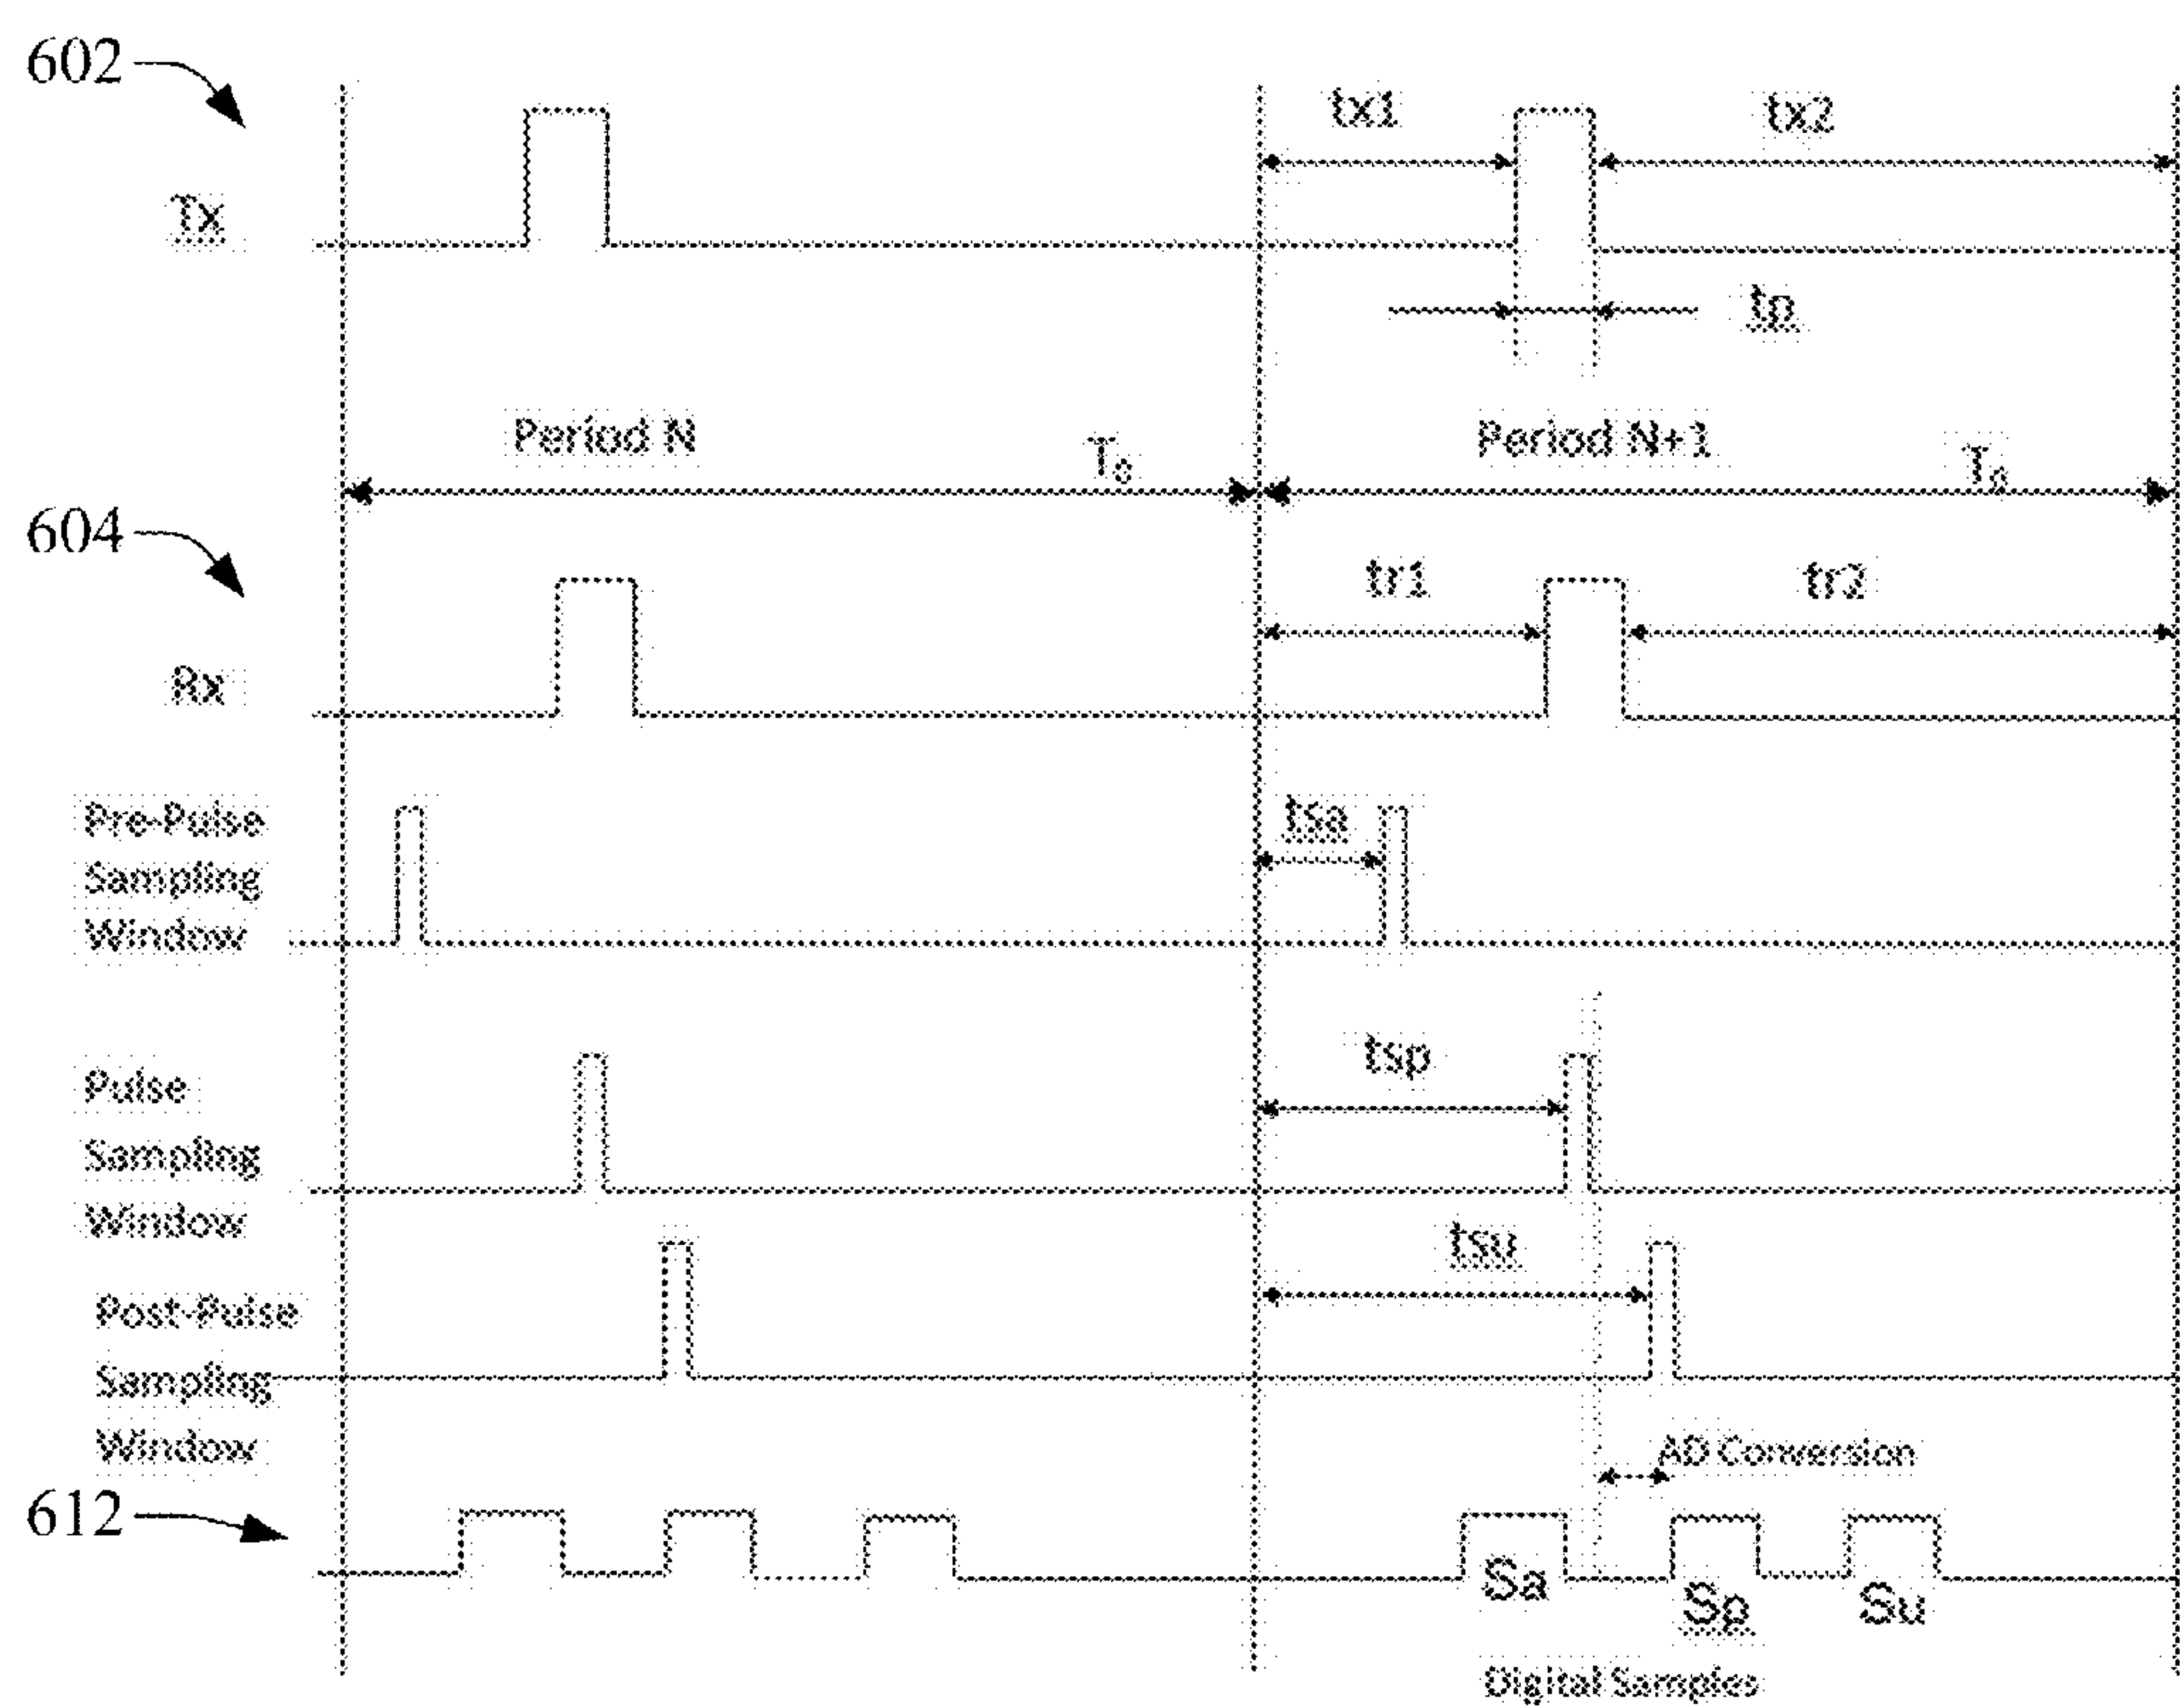 602
tx1
tx2
Tx
tn
Period N
T0
Period N+1
T0
604
tr1
tr2
Rx
Pre-Pulse
Sampling
Window
tsa
Pulse
Sampling
Window
tsp
tsu
Post-Pulse
Sampling
Window
AD Conversion
612
Sa
Sp
Su
Digital Samples